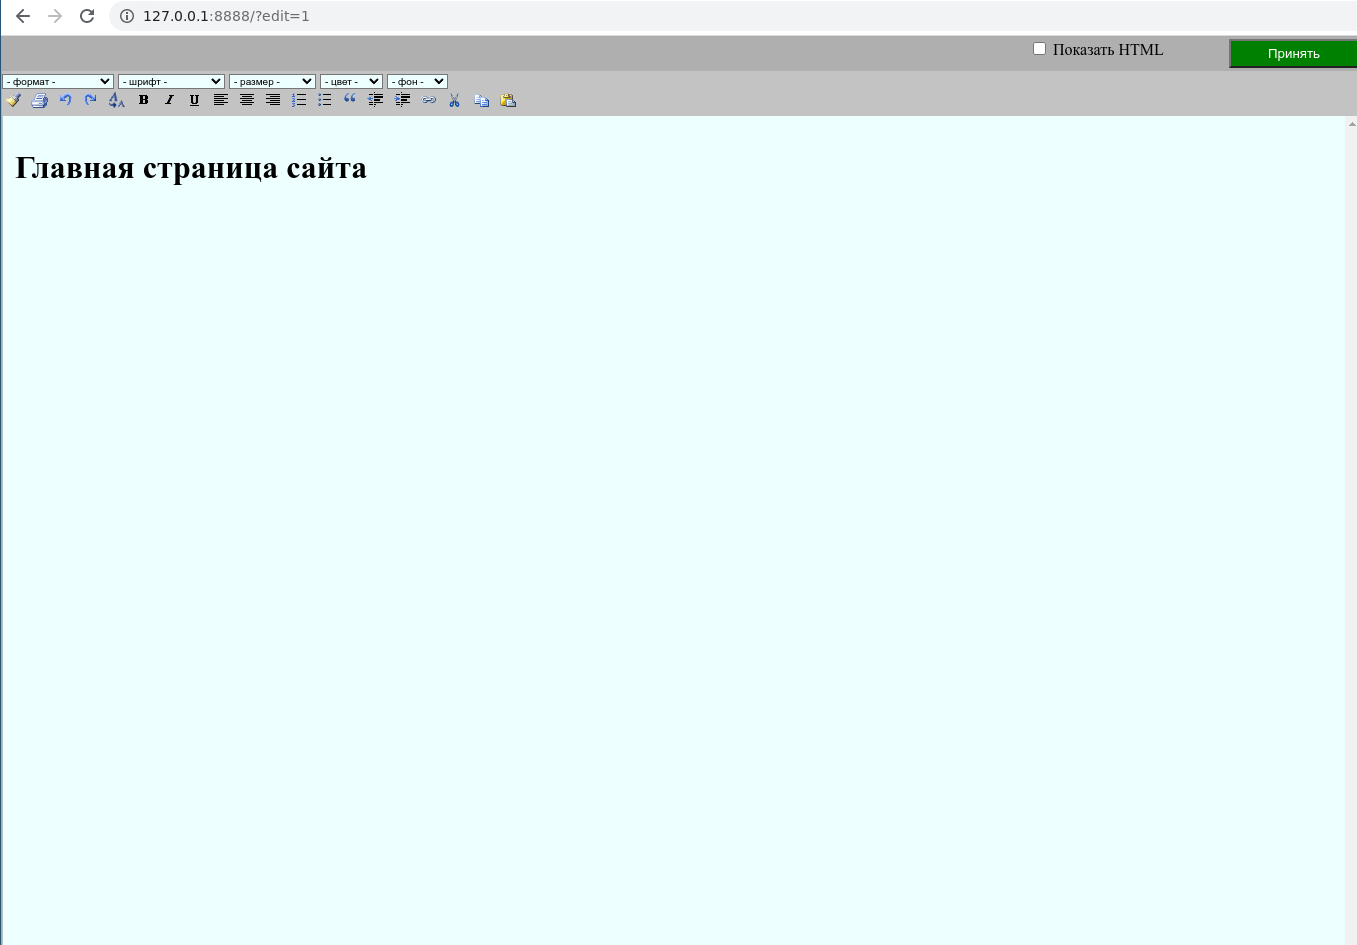 127.0.0.1:8888/?edit=1
Показать HTML Принять
- формат - - шрифт - - размер - - цвет - - фон -
B I U
Главная страница сайта